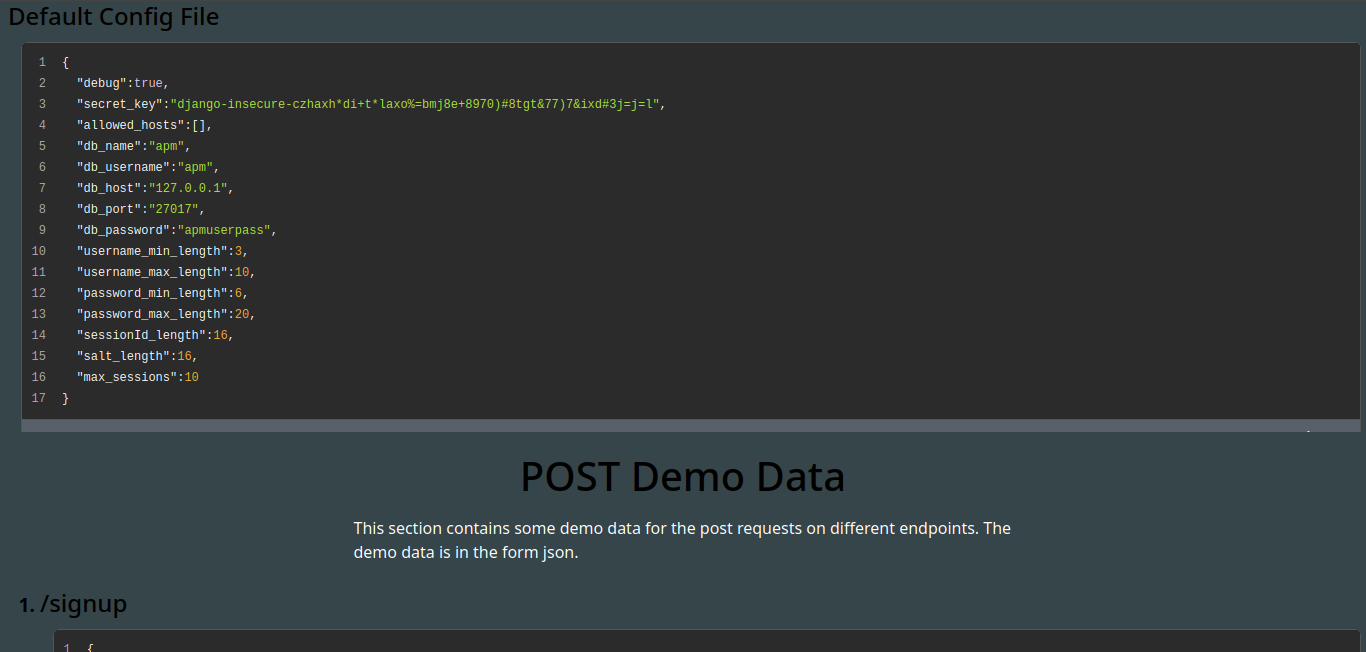 Default Config File
1 {
2 "debug":true,
3 "secret_key":"django-insecure-czhaxh*di+t*laxo%=bmj8e+8970)#8tgt&77)7&ixd#3j=j=l",
4 "allowed_hosts":[],
5 "db_name":"apm",
6 "db_username":"apm",
7 "db_host":"127.0.0.1",
8 "db_port":"27017",
9 "db_password":"apmuserpass",
10 "username_min_length":3,
11 "username_max_length":10,
12 "password_min_length":6,
13 "password_max_length":20,
14 "sessionId_length":16,
15 "salt_length":16,
16 "max_sessions":10
17 }
POST Demo Data
This section contains some demo data for the post requests on different endpoints. The
demo data is in the form json.
1. /signup
1 {